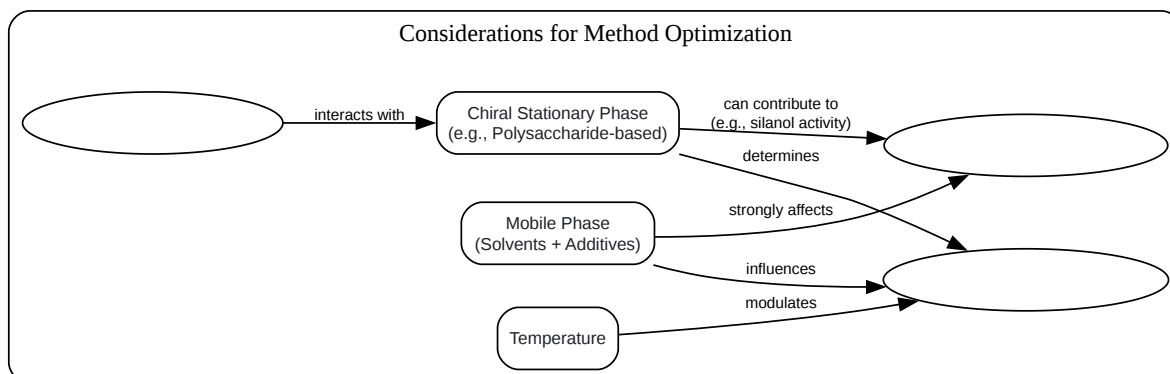 Considerations for Method Optimization
interacts with
Chiral Stationary Phase
(e.g., Polysaccharide-based)
can contribute to
(e.g., silanol activity)
determines
Mobile Phase
(Solvents + Additives)
strongly affects
influences
modulates
Temperature